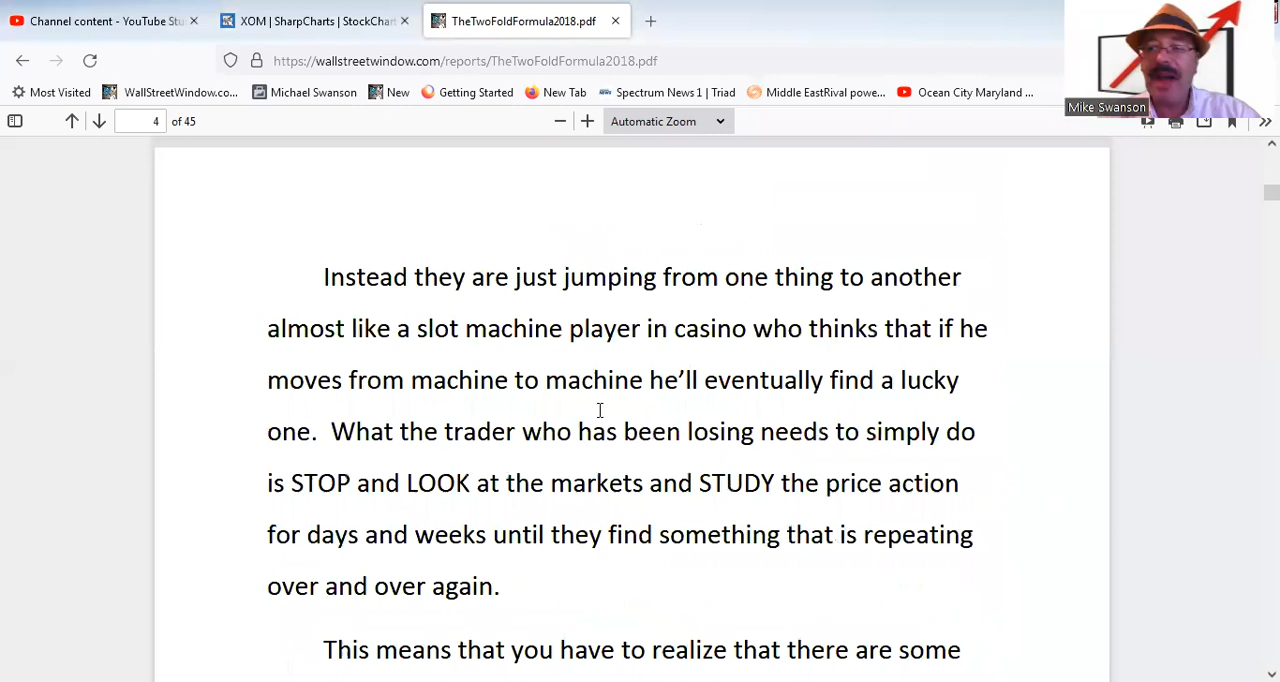 Channel content - YouTube Stu
XOM | SharpCharts | StockChar
TheTwoFoldFormula2018.pdf
https://wallstreetwindow.com/reports/TheTwoFoldFormula2018.pdf
Most Visited
WallStreetWindow.co...
Michael Swanson
New
Getting Started
New Tab
Spectrum News 1 | Triad
Middle EastRival powe...
Ocean City Maryland ...
Mike Swanson
4 of 45
Automatic Zoom
Instead they are just jumping from one thing to another
almost like a slot machine player in casino who thinks that if he
moves from machine to machine he’ll eventually find a lucky
one.  What the trader who has been losing needs to simply do
is STOP and LOOK at the markets and STUDY the price action
for days and weeks until they find something that is repeating
over and over again.
This means that you have to realize that there are some